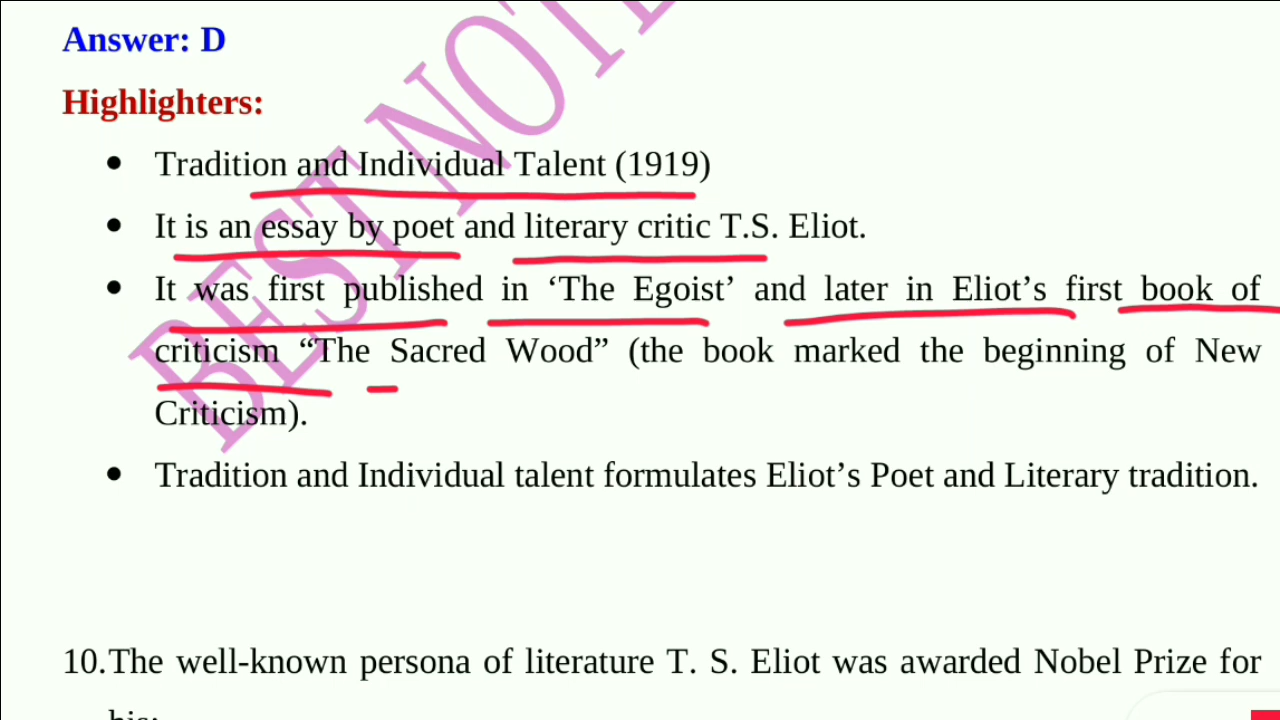 Answer: D
Highlighters:
• Tradition and Individual Talent (1919)
• It is an essay by poet and literary critic T.S. Eliot.
• It was first published in ‘The Egoist’ and later in Eliot’s first book of
criticism “The Sacred Wood” (the book marked the beginning of New
Criticism).
• Tradition and Individual talent formulates Eliot’s Poet and Literary tradition.
10.The well-known persona of literature T. S. Eliot was awarded Nobel Prize for
his:
BEST NOT